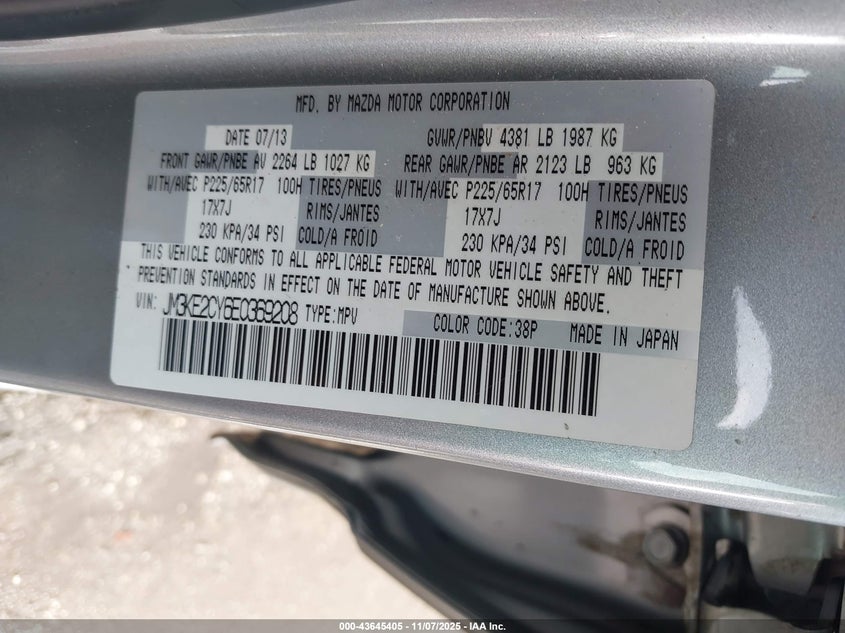 MFD. BY MAZDA MOTOR CORPORATION
DATE 07/13 GVWR/PNBV 4381 LB 1987 KG
FRONT GAWR/PNBE AV 2264 LB 1027 KG REAR GAWR/PNBE AR 2123 LB 963 KG
WITH/AVEC P225/65R17 100H TIRES/PNEUS WITH/AVEC P225/65R17 100H TIRES/PNEUS
17X7J RIMS/JANTES 17X7J RIMS/JANTES
230 KPA/34 PSI COLD/A FROID 230 KPA/34 PSI COLD/A FROID
THIS VEHICLE CONFORMS TO ALL APPLICABLE FEDERAL MOTOR VEHICLE SAFETY AND THEFT
PREVENTION STANDARDS IN EFFECT ON THE DATE OF MANUFACTURE SHOWN ABOVE.
VIN: JM3KE2CY6E0369208 TYPE:MPV COLOR CODE:38P MADE IN JAPAN
000-43645405 - 11/07/2025 - IAA Inc.